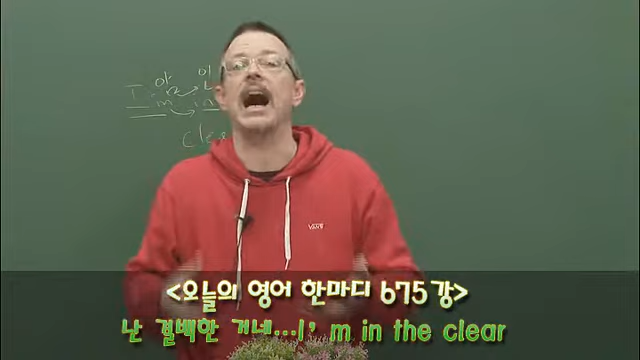 I
VANS
<오늘의 영어 한마디 675강>
난 결백한 거네...I'm in the clear